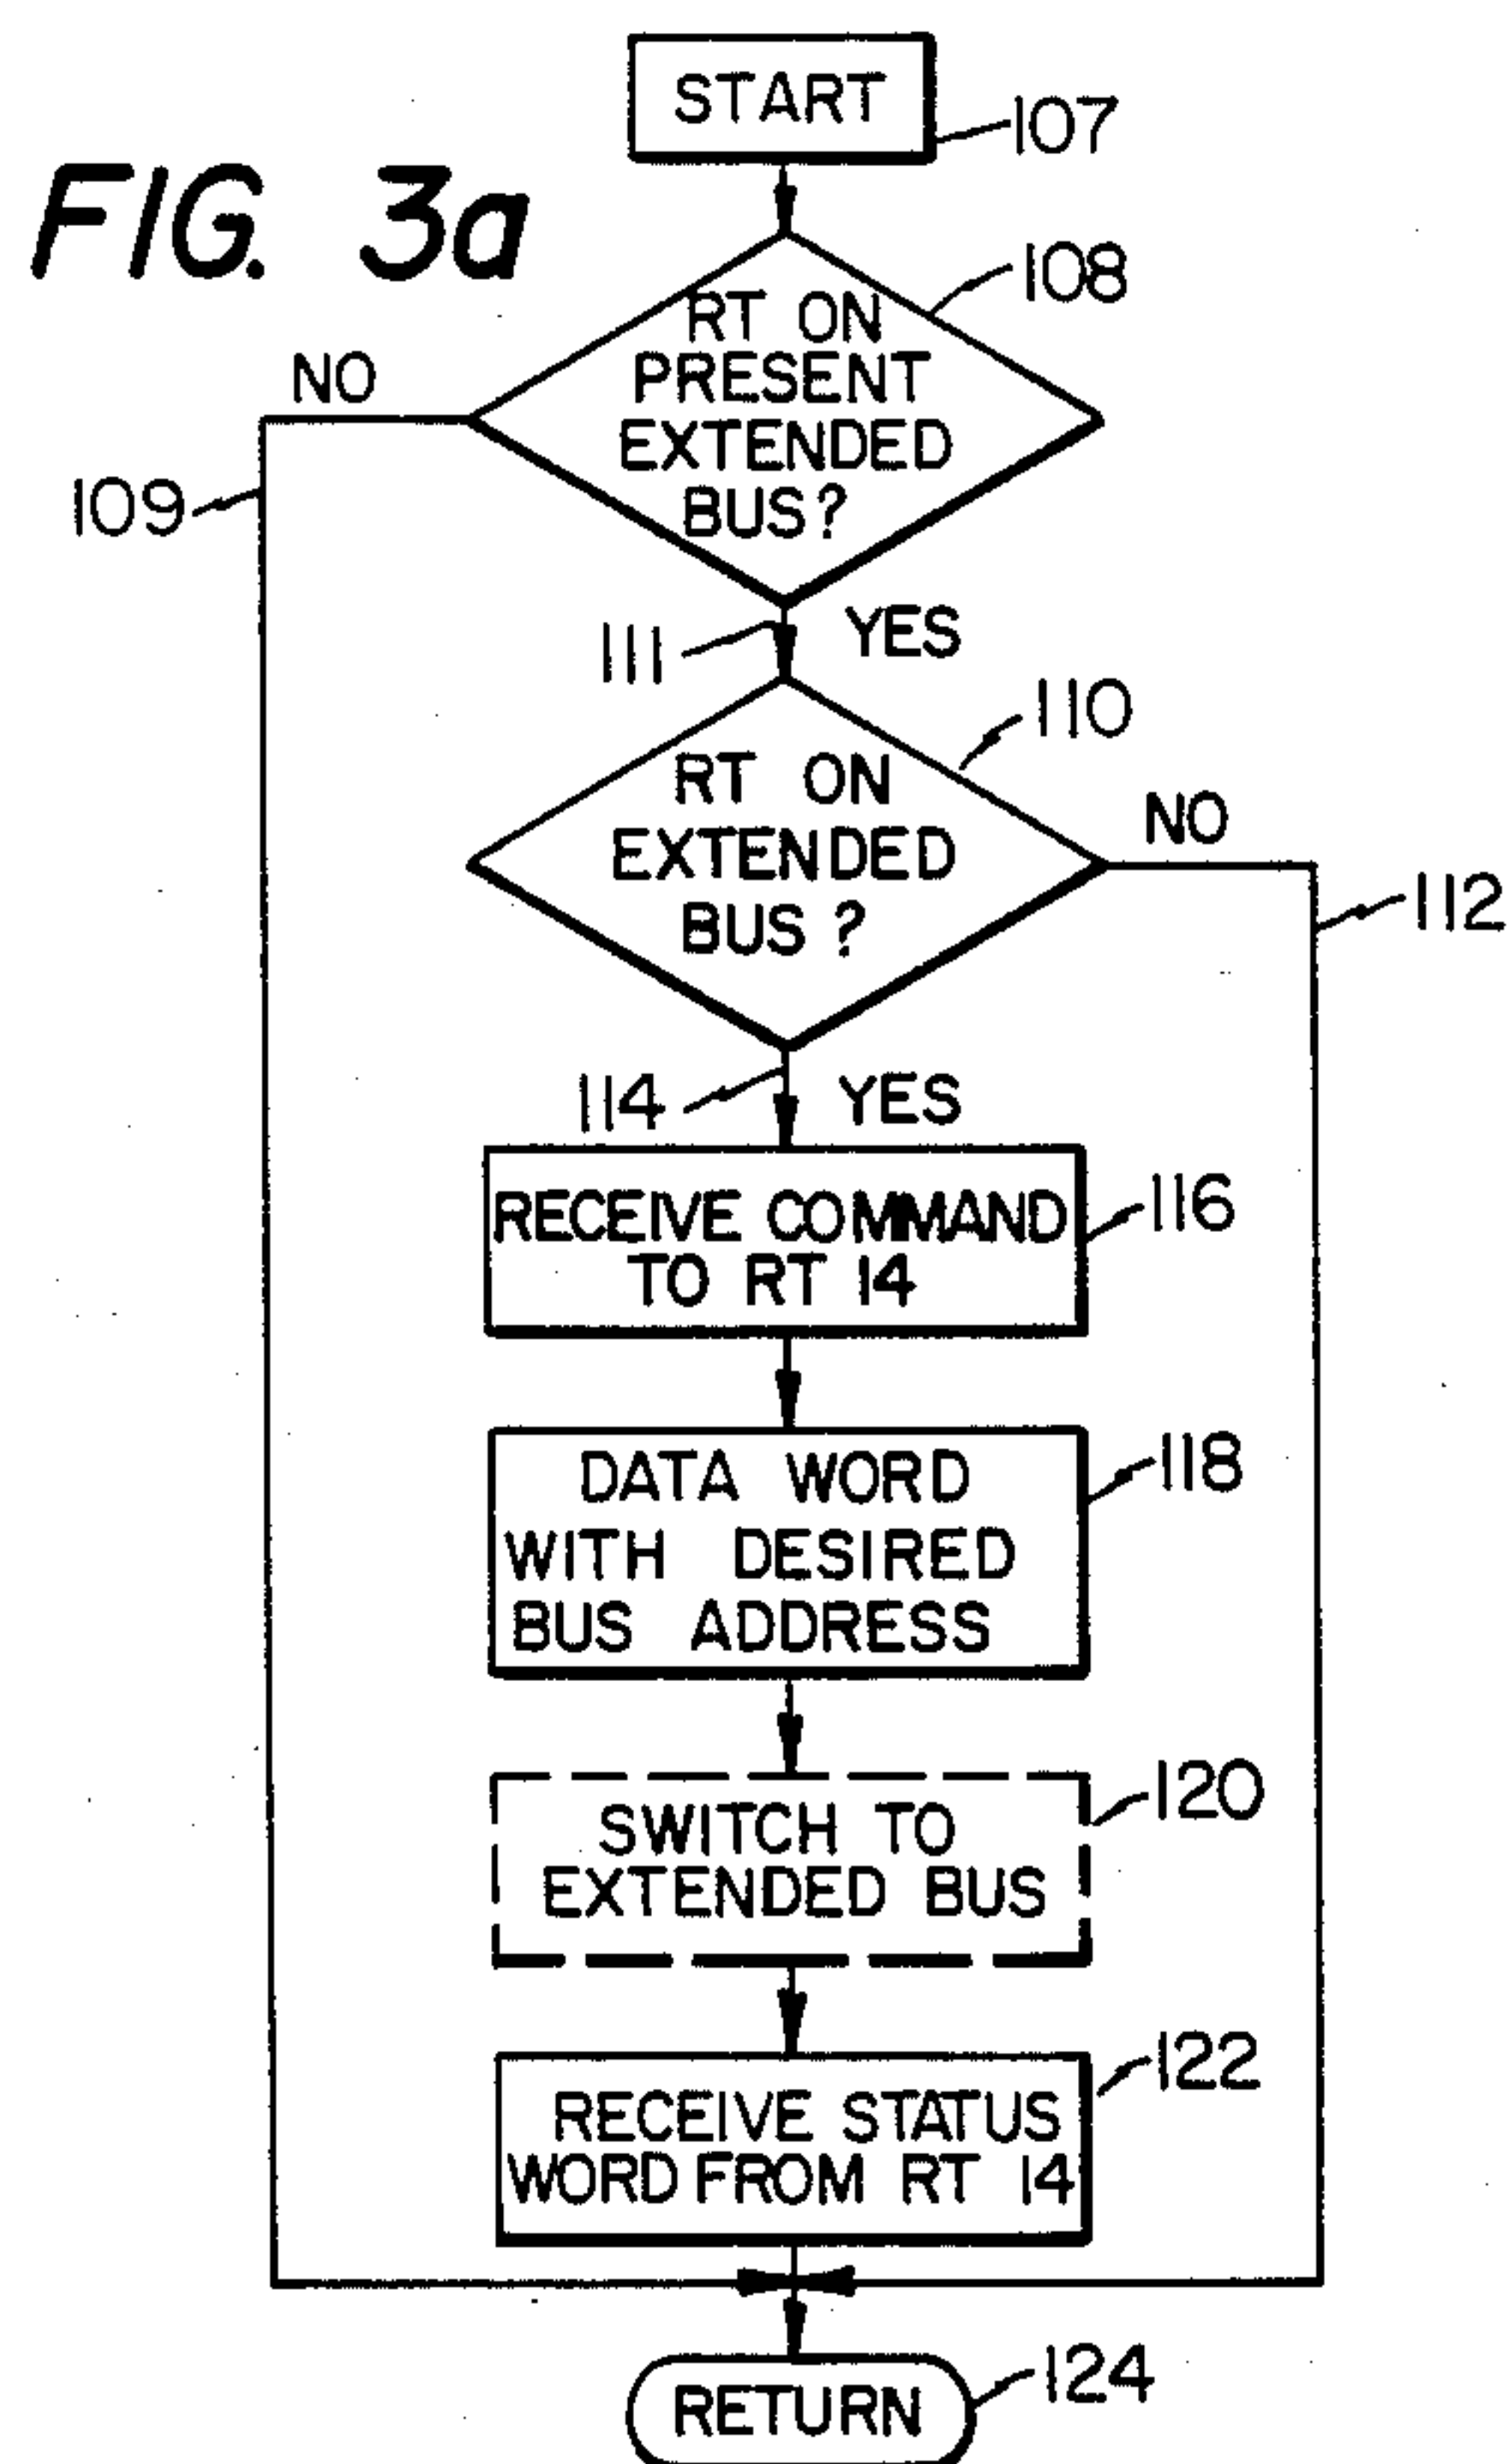 FIG. 3a
START
107
RT ON
PRESENT
EXTENDED
BUS?
108
NO
109
111
YES
RT ON
EXTENDED
BUS?
110
NO
112
114
YES
RECEIVE COMMAND
TO RT 14
116
DATA WORD
WITH DESIRED
BUS ADDRESS
118
SWITCH TO
EXTENDED BUS
120
RECEIVE STATUS
WORD FROM RT 14
122
RETURN
124